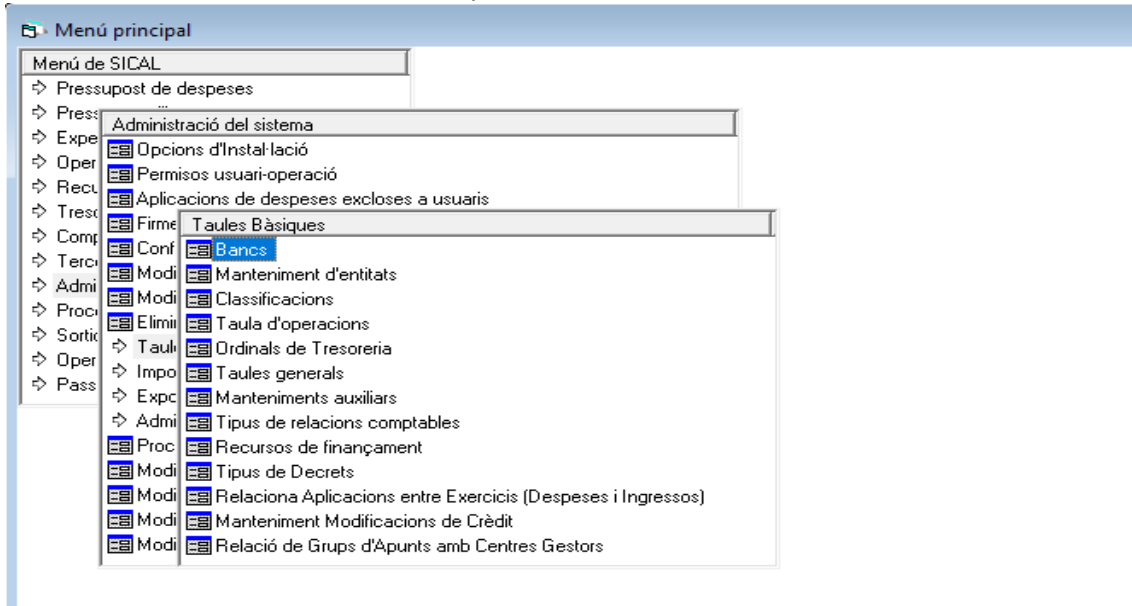 Menú principal
Menú de SICAL
Pressupost de despeses
Administració del sistema
Opcions d'Instal·lació
Permisos usuari-operació
Aplicacions de despeses excloses a usuaris
Taules Bàsiques
Bancs
Manteniment d'entitats
Classificacions
Taula d'operacions
Ordinals de Tresoreria
Taules generals
Manteniments auxiliars
Tipus de relacions comptables
Recursos de finançament
Tipus de Decrets
Relaciona Aplicacions entre Exercicis (Despeses i Ingressos)
Manteniment Modificacions de Crèdit
Relació de Grups d'Apunts amb Centres Gestors